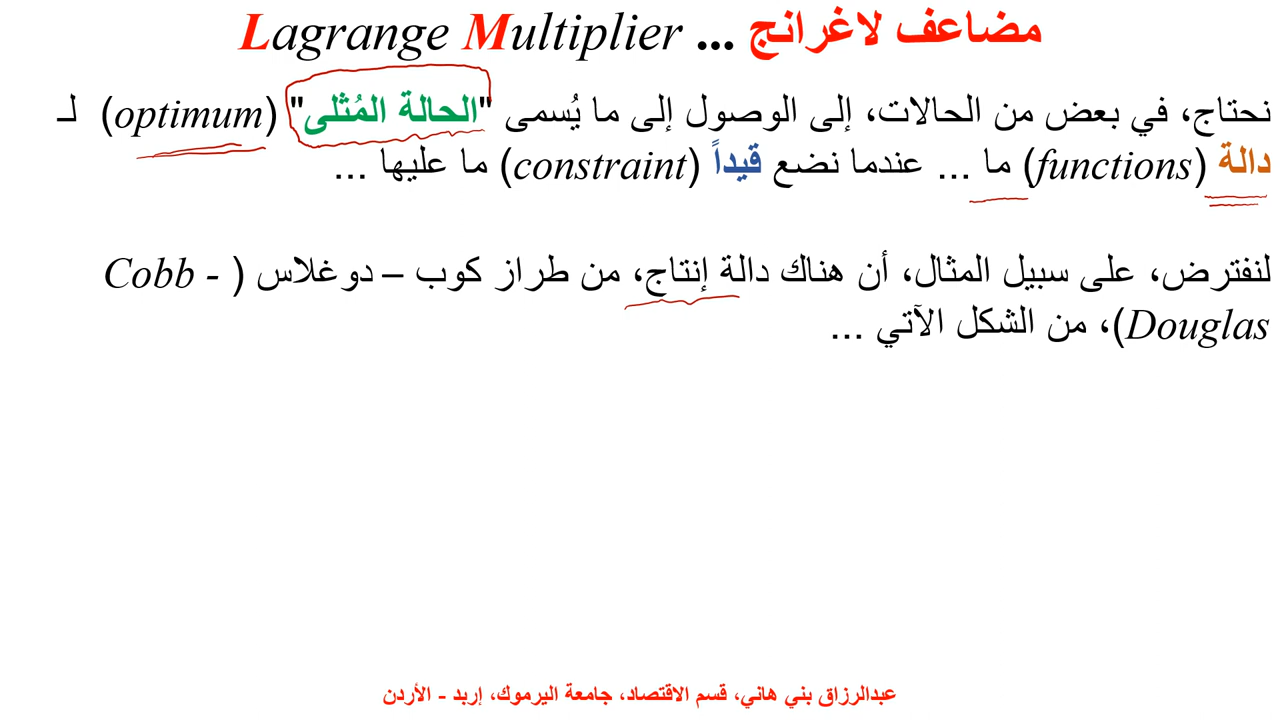 مضاعف لاغرانج ... Lagrange Multiplier
نحتاج، في بعض من الحالات، إلى الوصول إلى ما يُسمى "الحالة المُثلى" (optimum) لـ
دالة (functions) ما ... عندما نضع قيداً (constraint) ما عليها ...
لنفترض، على سبيل المثال، أن هناك دالة إنتاج، من طراز كوب – دوغلاس (Cobb -
Douglas)، من الشكل الآتي ...
عبدالرزاق بني هاني، قسم الاقتصاد، جامعة اليرموك، إربد - الأردن